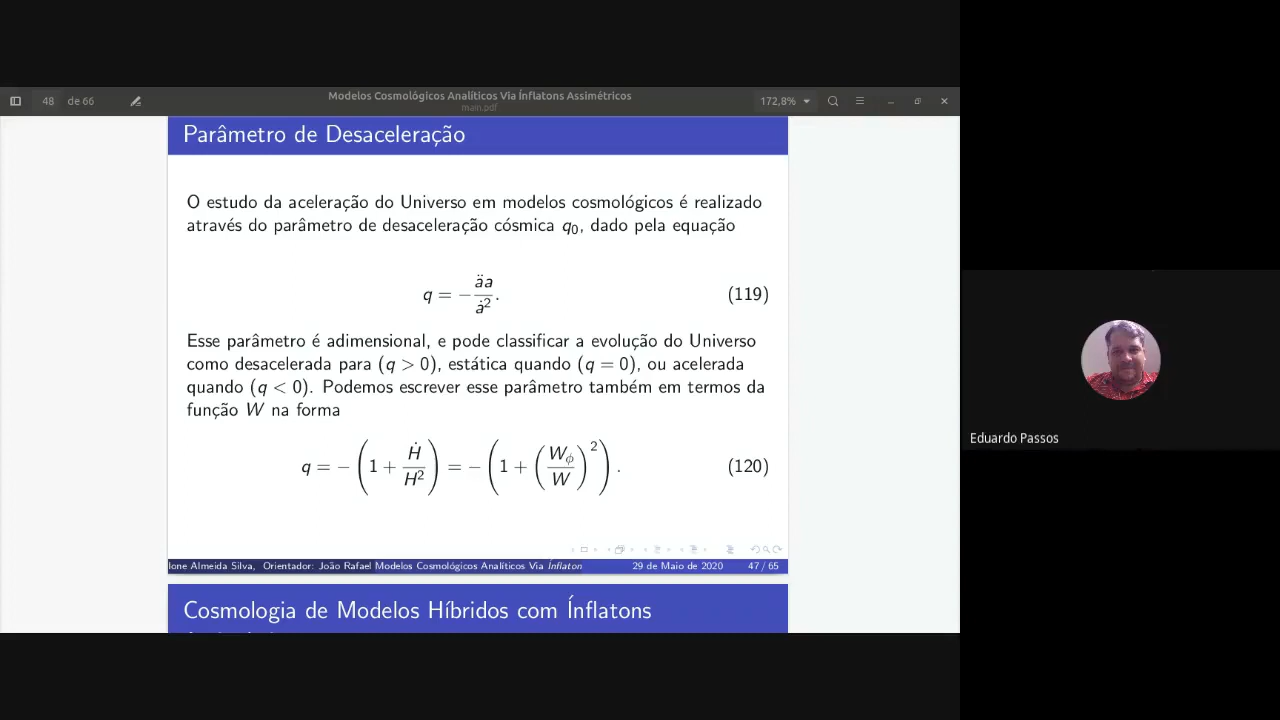 48 de 66
Modelos Cosmológicos Analíticos Via Ínflatons Assimétricos
main.pdf
172,8%
Parâmetro de Desaceleração
O estudo da aceleração do Universo em modelos cosmológicos é realizado
através do parâmetro de desaceleração cósmica q₀, dado pela equação
q = − äa / ȧ² . (119)
Esse parâmetro é adimensional, e pode classificar a evolução do Universo
como desacelerada para (q > 0), estática quando (q = 0), ou acelerada
quando (q < 0). Podemos escrever esse parâmetro também em termos da
função W na forma
q = − ( 1 + Ḣ / H² ) = − ( 1 + ( W_ϕ / W )² ) . (120)
lone Almeida Silva, Orientador: João Rafael Modelos Cosmológicos Analíticos Via Ínflaton 29 de Maio de 2020 47 / 65
Cosmologia de Modelos Híbridos com Ínflatons
Eduardo Passos